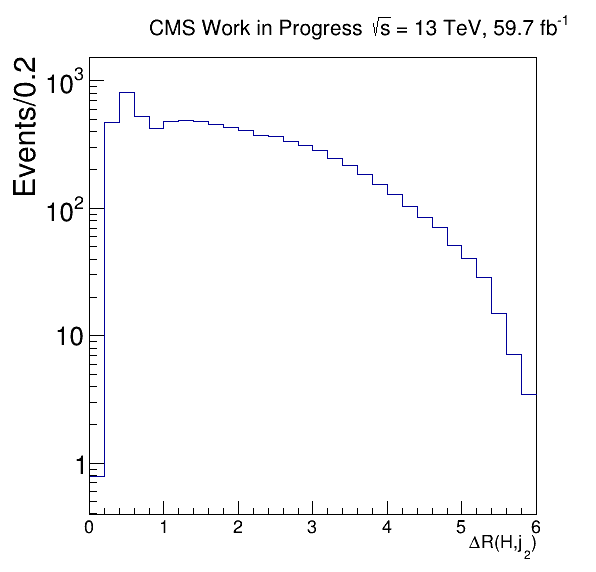 CMS Work in Progress √s = 13 TeV, 59.7 fb⁻¹
Events/0.2
10³
10²
10
1
0 1 2 3 4 5 6
ΔR(H,j₂)